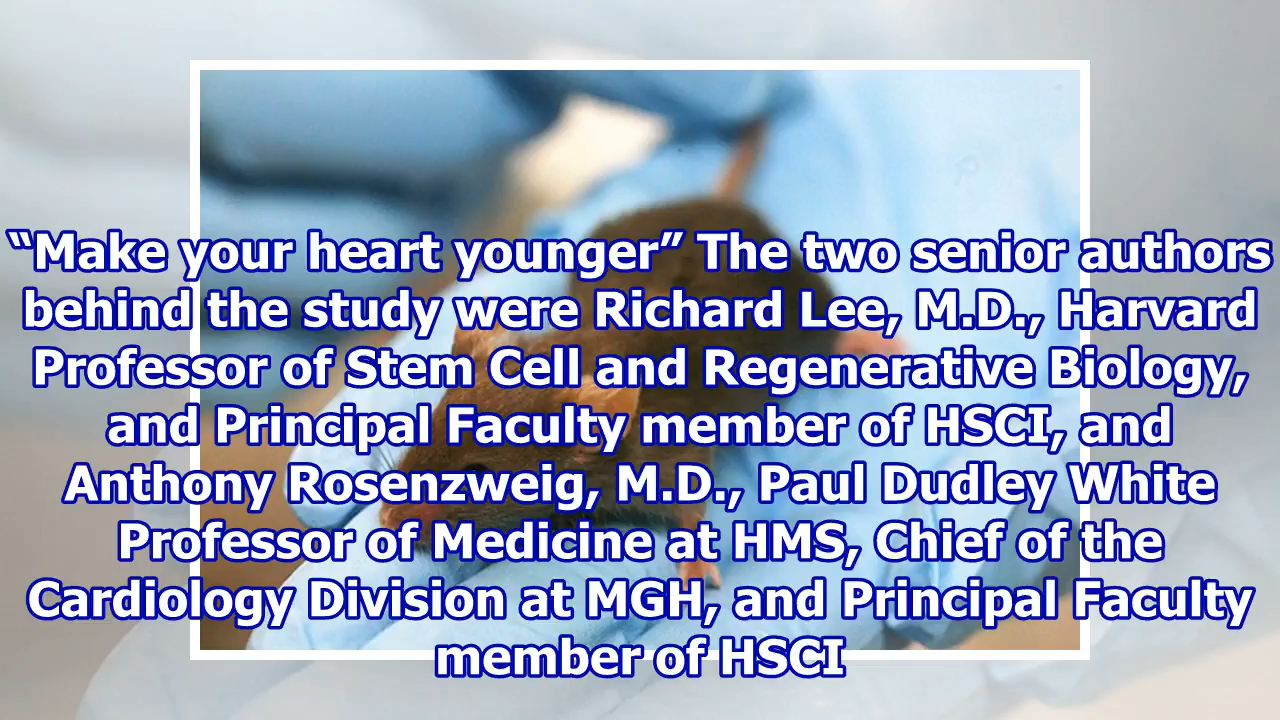 “Make your heart younger” The two senior authors
behind the study were Richard Lee, M.D., Harvard
Professor of Stem Cell and Regenerative Biology,
and Principal Faculty member of HSCI, and
Anthony Rosenzweig, M.D., Paul Dudley White
Professor of Medicine at HMS, Chief of the
Cardiology Division at MGH, and Principal Faculty
member of HSCI